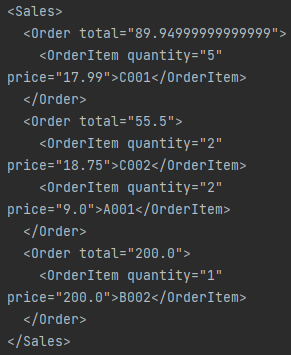 <Sales>
  <Order total="89.94999999999999">
    <OrderItem quantity="5"
price="17.99">C001</OrderItem>
  </Order>
  <Order total="55.5">
    <OrderItem quantity="2"
price="18.75">C002</OrderItem>
    <OrderItem quantity="2"
price="9.0">A001</OrderItem>
  </Order>
  <Order total="200.0">
    <OrderItem quantity="1"
price="200.0">B002</OrderItem>
  </Order>
</Sales>